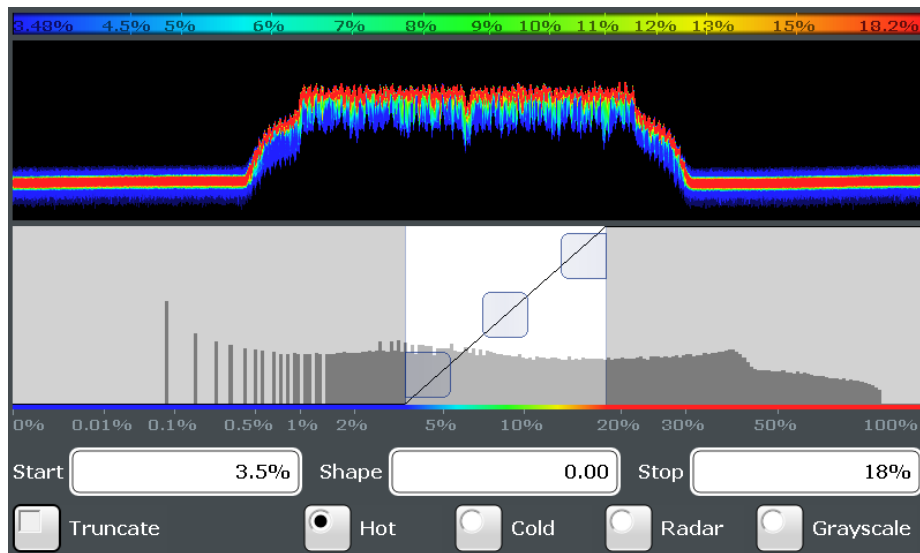 3.48% 4.5% 5% 6% 7% 8% 9% 10% 11% 12% 13% 15% 18.2%
0% 0.01% 0.1% 0.5% 1% 2% 5% 10% 20% 30% 50% 100%
Start 3.5% Shape 0.00 Stop 18%
Truncate Hot Cold Radar Grayscale